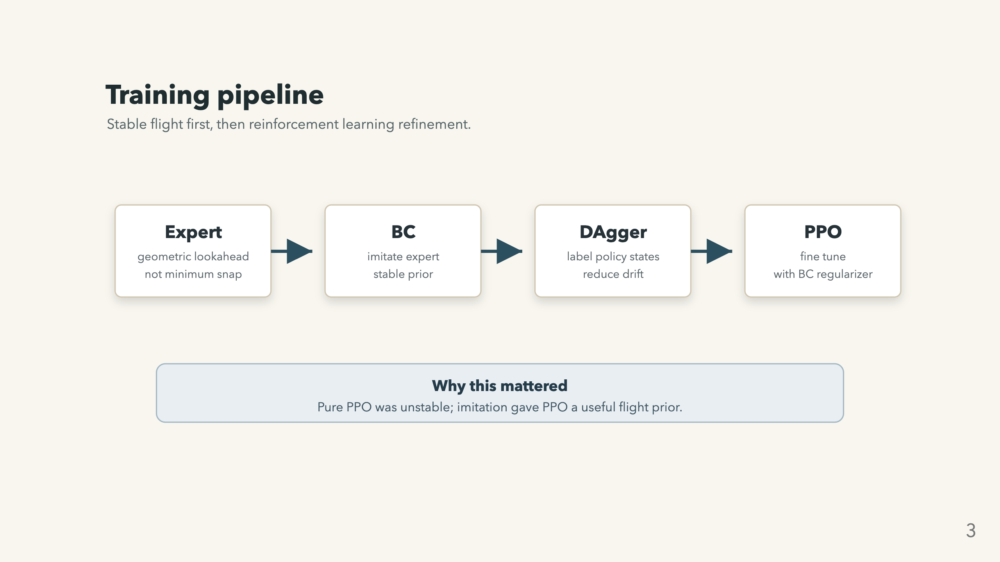 Training pipeline
Stable flight first, then reinforcement learning refinement.
Expert
geometric lookahead
not minimum snap
BC
imitate expert
stable prior
DAgger
label policy states
reduce drift
PPO
fine tune
with BC regularizer
Why this mattered
Pure PPO was unstable; imitation gave PPO a useful flight prior.
3